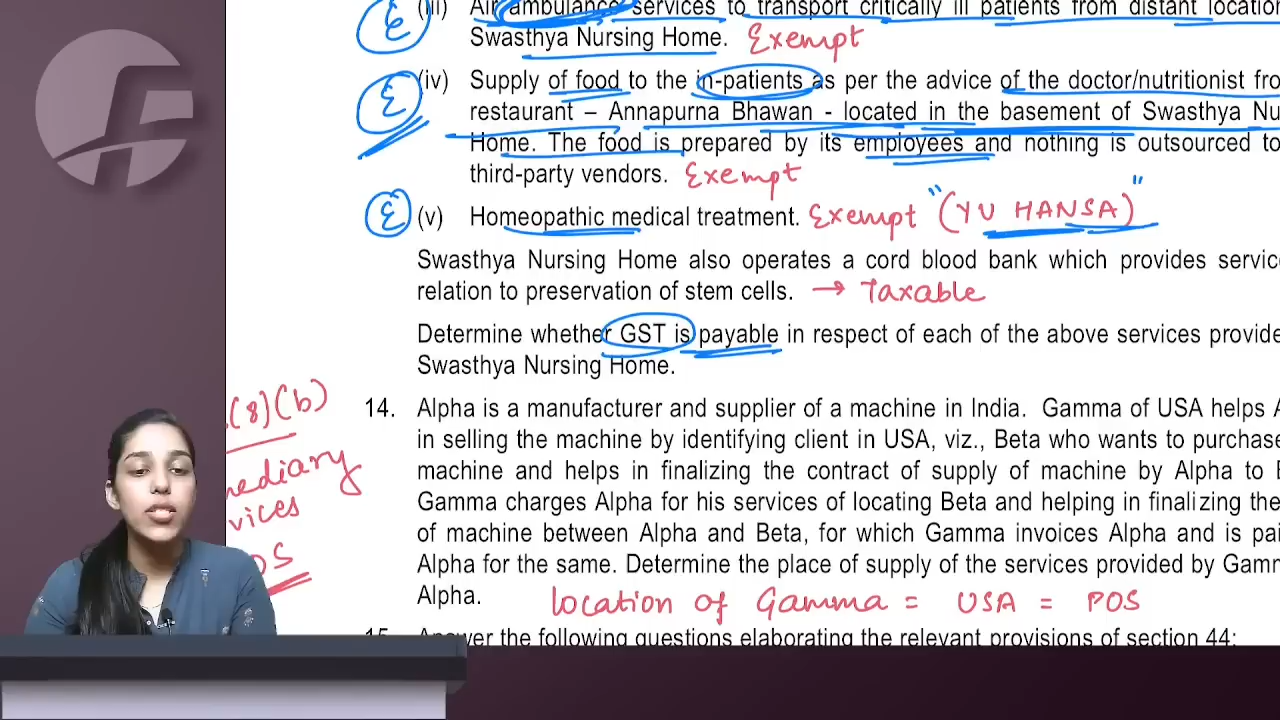 (iii) Air ambulance services to transport critically ill patients from distant location
Swasthya Nursing Home. Exempt
E
(iv) Supply of food to the in-patients as per the advice of the doctor/nutritionist fro
E
restaurant – Annapurna Bhawan - located in the basement of Swasthya Nu
Home. The food is prepared by its employees and nothing is outsourced to
third-party vendors. Exempt
E
(v) Homeopathic medical treatment. Exempt "(YU HANSA)"
Swasthya Nursing Home also operates a cord blood bank which provides servic
relation to preservation of stem cells. → Taxable
Determine whether GST is payable in respect of each of the above services provide
Swasthya Nursing Home.
(8)(b)
14. Alpha is a manufacturer and supplier of a machine in India. Gamma of USA helps A
in selling the machine by identifying client in USA, viz., Beta who wants to purchase
mediary
machine and helps in finalizing the contract of supply of machine by Alpha to B
vices
Gamma charges Alpha for his services of locating Beta and helping in finalizing the
of machine between Alpha and Beta, for which Gamma invoices Alpha and is pai
OS
Alpha for the same. Determine the place of supply of the services provided by Gamm
Alpha. location of Gamma = USA = POS
15. Answer the following questions elaborating the relevant provisions of section 44: